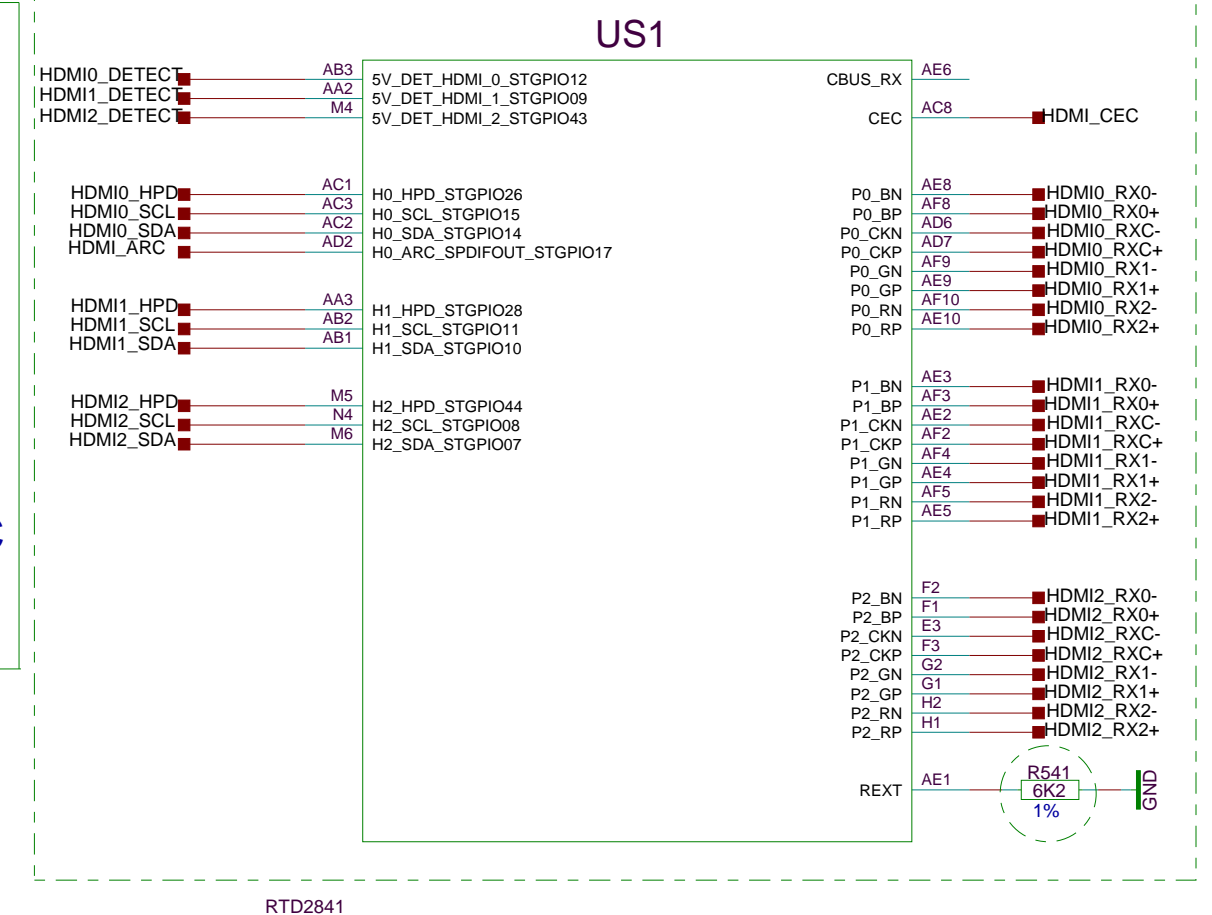 US1
HDMI0_DETECT AB3 5V_DET_HDMI_0_STGPIO12 CBUS_RX AE6
HDMI1_DETECT AA2 5V_DET_HDMI_1_STGPIO09
HDMI2_DETECT M4 5V_DET_HDMI_2_STGPIO43 CEC AC8 HDMI_CEC
HDMI0_HPD AC1 H0_HPD_STGPIO26 P0_BN AE8 HDMI0_RX0-
HDMI0_SCL AC3 H0_SCL_STGPIO15 P0_BP AF8 HDMI0_RX0+
HDMI0_SDA AC2 H0_SDA_STGPIO14 P0_CKN AD6 HDMI0_RXC-
HDMI_ARC AD2 H0_ARC_SPDIFOUT_STGPIO17 P0_CKP AD7 HDMI0_RXC+
P0_GN AF9 HDMI0_RX1-
P0_GP AE9 HDMI0_RX1+
HDMI1_HPD AA3 H1_HPD_STGPIO28 P0_RN AF10 HDMI0_RX2-
HDMI1_SCL AB2 H1_SCL_STGPIO11 P0_RP AE10 HDMI0_RX2+
HDMI1_SDA AB1 H1_SDA_STGPIO10
P1_BN AE3 HDMI1_RX0-
HDMI2_HPD M5 H2_HPD_STGPIO44 P1_BP AF3 HDMI1_RX0+
HDMI2_SCL N4 H2_SCL_STGPIO08 P1_CKN AE2 HDMI1_RXC-
HDMI2_SDA M6 H2_SDA_STGPIO07 P1_CKP AF2 HDMI1_RXC+
P1_GN AF4 HDMI1_RX1-
P1_GP AE4 HDMI1_RX1+
P1_RN AF5 HDMI1_RX2-
P1_RP AE5 HDMI1_RX2+
P2_BN F2 HDMI2_RX0-
P2_BP F1 HDMI2_RX0+
P2_CKN E3 HDMI2_RXC-
P2_CKP F3 HDMI2_RXC+
P2_GN G2 HDMI2_RX1-
P2_GP G1 HDMI2_RX1+
P2_RN H2 HDMI2_RX2-
P2_RP H1 HDMI2_RX2+
R541
REXT AE1 6K2 GND
1%
RTD2841